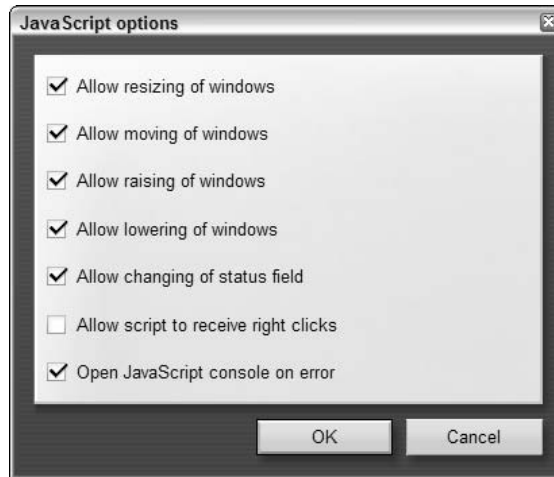 JavaScript options
Allow resizing of windows
Allow moving of windows
Allow raising of windows
Allow lowering of windows
Allow changing of status field
Allow script to receive right clicks
Open JavaScript console on error
OK
Cancel